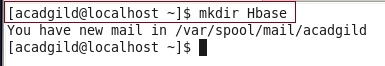 [acadgild@localhost ~]$ mkdir Hbase
You have new mail in /var/spool/mail/acadgild
[acadgild@localhost ~]$